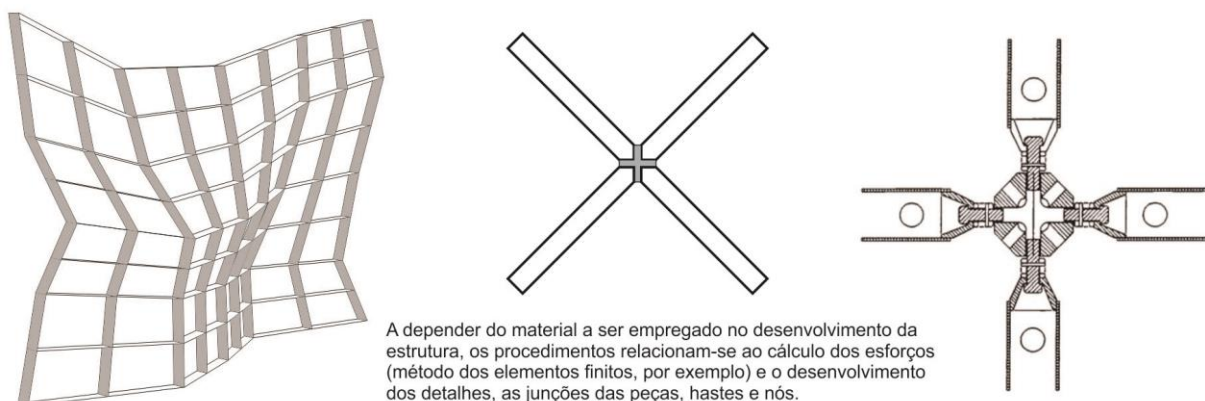 A depender do material a ser empregado no desenvolvimento da
estrutura, os procedimentos relacionam-se ao cálculo dos esforços
(método dos elementos finitos, por exemplo) e o desenvolvimento
dos detalhes, as junções das peças, hastes e nós.